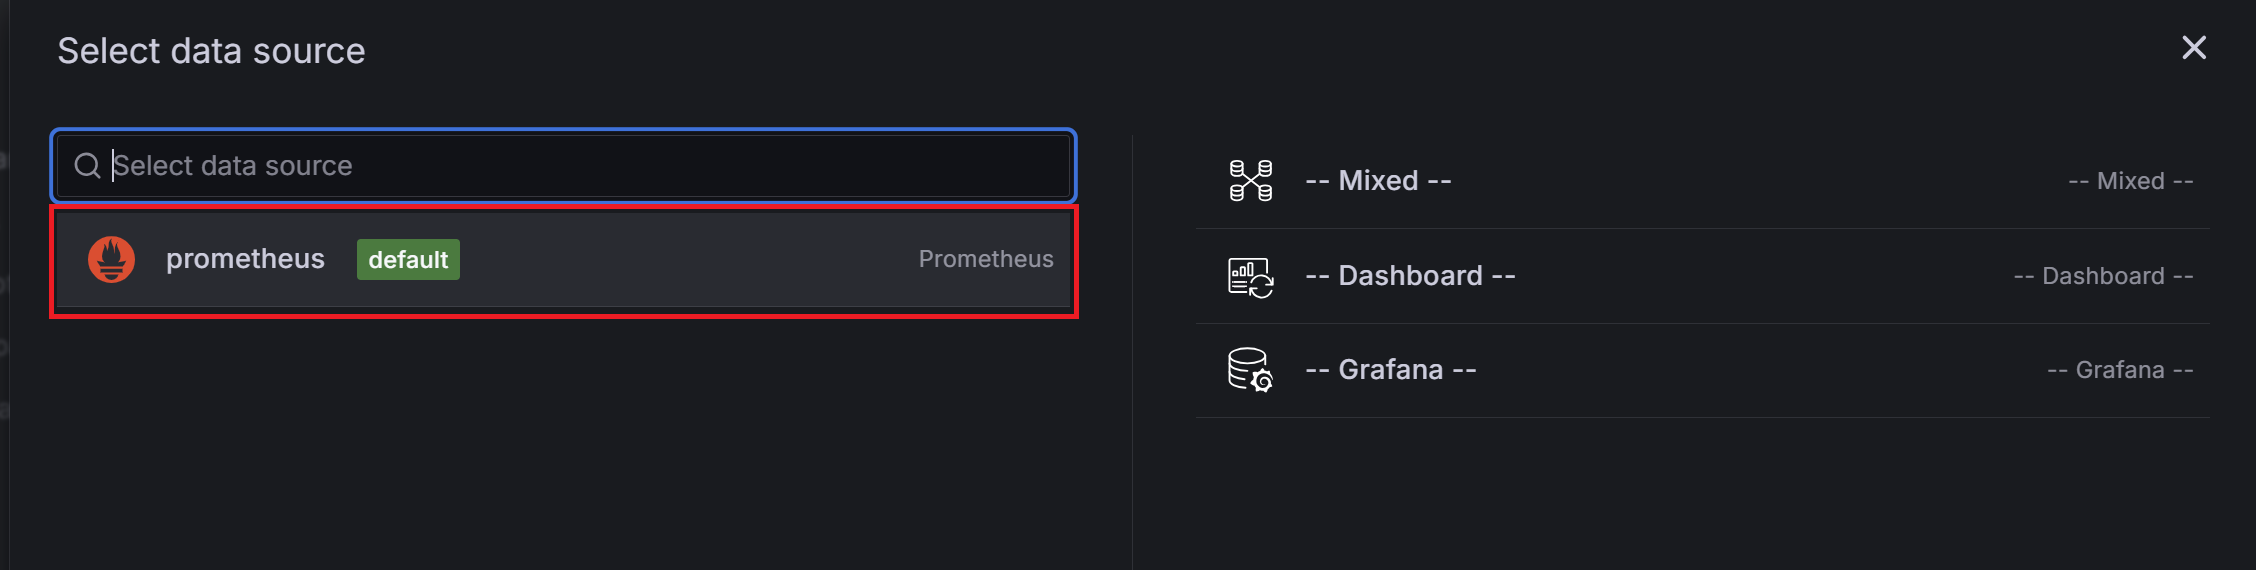 Select data source
Select data source
prometheus default Prometheus
-- Mixed -- -- Mixed --
-- Dashboard -- -- Dashboard --
-- Grafana -- -- Grafana --